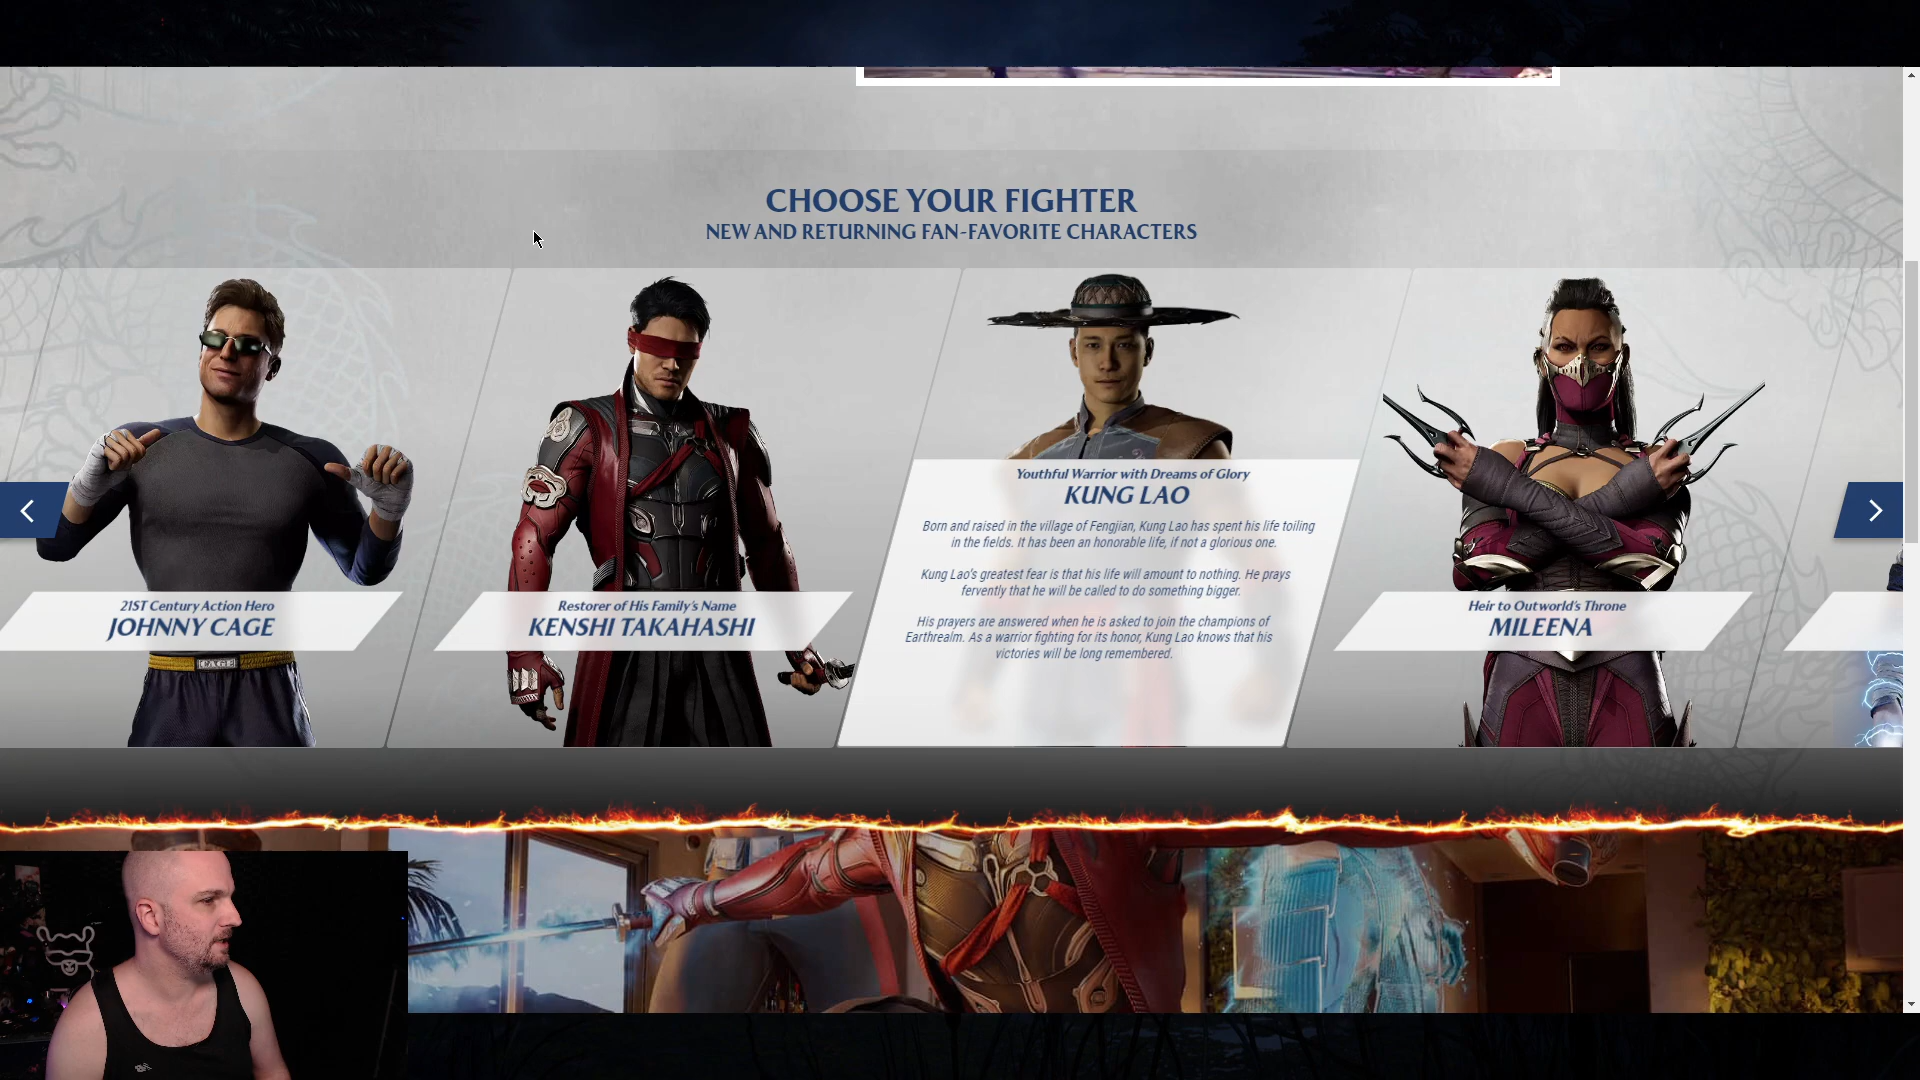 CHOOSE YOUR FIGHTER
NEW AND RETURNING FAN-FAVORITE CHARACTERS
21ST Century Action Hero
JOHNNY CAGE
CAGE
Restorer of His Family's Name
KENSHI TAKAHASHI
Youthful Warrior with Dreams of Glory
KUNG LAO
Born and raised in the village of Fengjian, Kung Lao has spent his life toiling
in the fields. It has been an honorable life, if not a glorious one.
Kung Lao's greatest fear is that his life will amount to nothing. He prays
fervently that he will be called to do something bigger.
His prayers are answered when he is asked to join the champions of
Earthrealm. As a warrior fighting for its honor, Kung Lao knows that his
victories will be long remembered.
Heir to Outworld's Throne
MILEENA